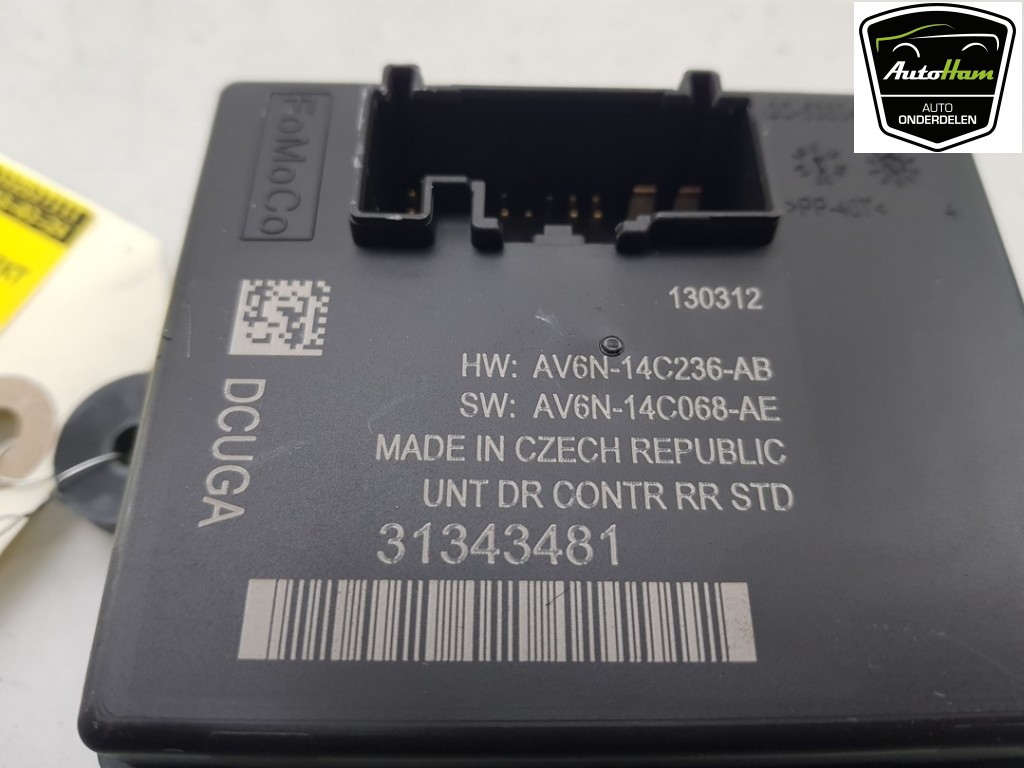 AutoHam
AUTO
ONDERDELEN
FoMoCo
130312
HW: AV6N-14C236-AB
SW: AV6N-14C068-AE
MADE IN CZECH REPUBLIC
UNT DR CONTR RR STD
DCUGA
31343481